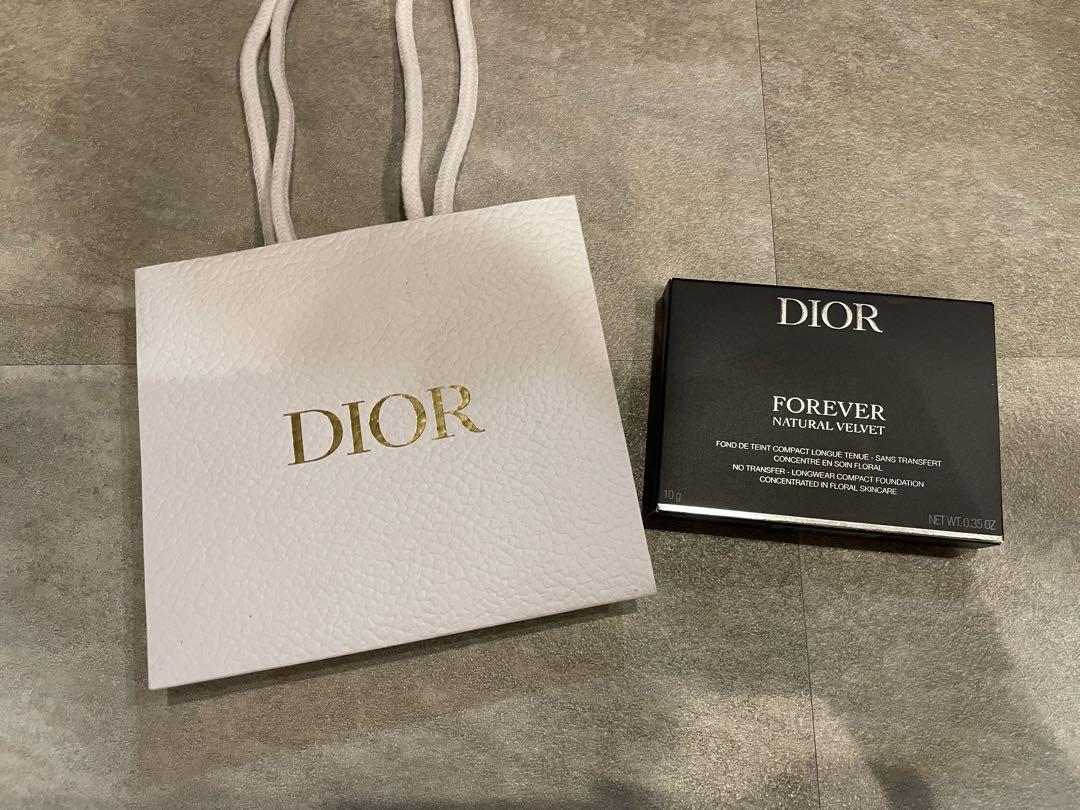 DIOR
DIOR
FOREVER
NATURAL VELVET
FOND DE TEINT COMPACT LONGUE TENUE - SANS TRANSFERT
CONCENTRÉ EN SOIN FLORAL
NO TRANSFER - LONGWEAR COMPACT FOUNDATION
CONCENTRATED IN FLORAL SKINCARE
10 g
NET WT. 0.35 OZ